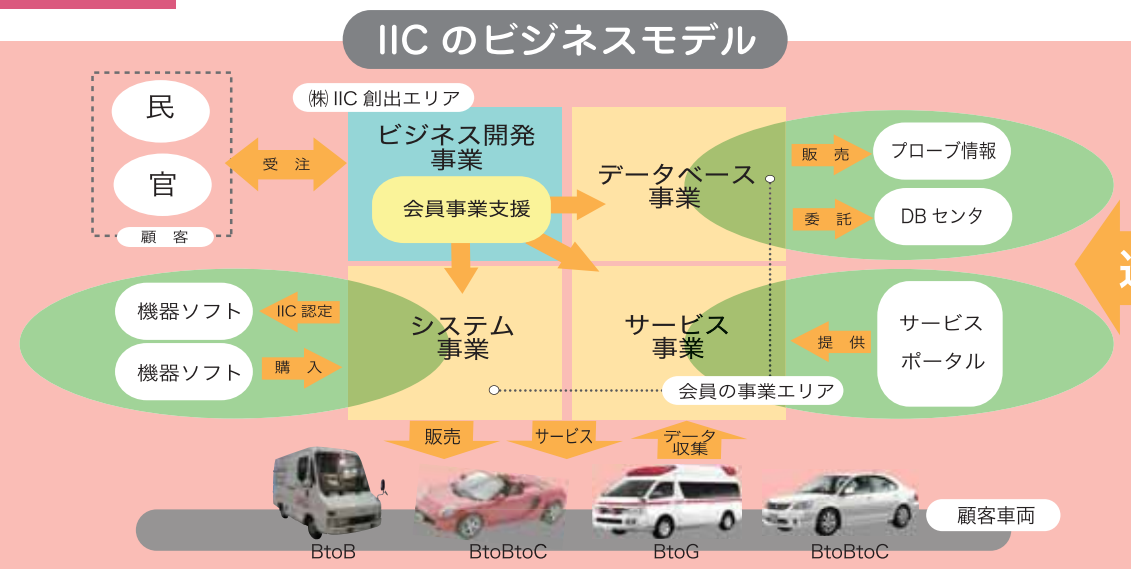 IIC のビジネスモデル
民
官
顧　客
受　注
㈱ IIC 創出エリア
ビジネス開発
事業
会員事業支援
データベース
事業
販　売
プローブ情報
委　託
DB センタ
機器ソフト
IIC 認定
機器ソフト
購　入
システム
事業
サービス
事業
提　供
サービス
ポータル
会員の事業エリア
販売
サービス
データ
収集
顧客車両
BtoB
BtoBtoC
BtoG
BtoBtoC